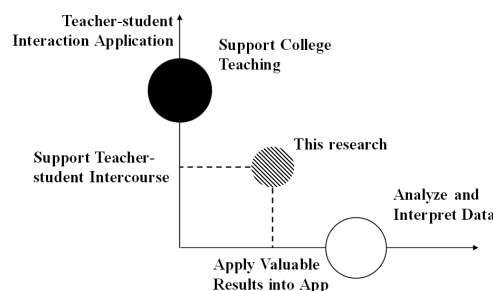 Teacher-student
Interaction Application
Support College
Teaching
This research
Support Teacher-
student Intercourse
Analyze and
Interpret Data
Apply Valuable
Results into App